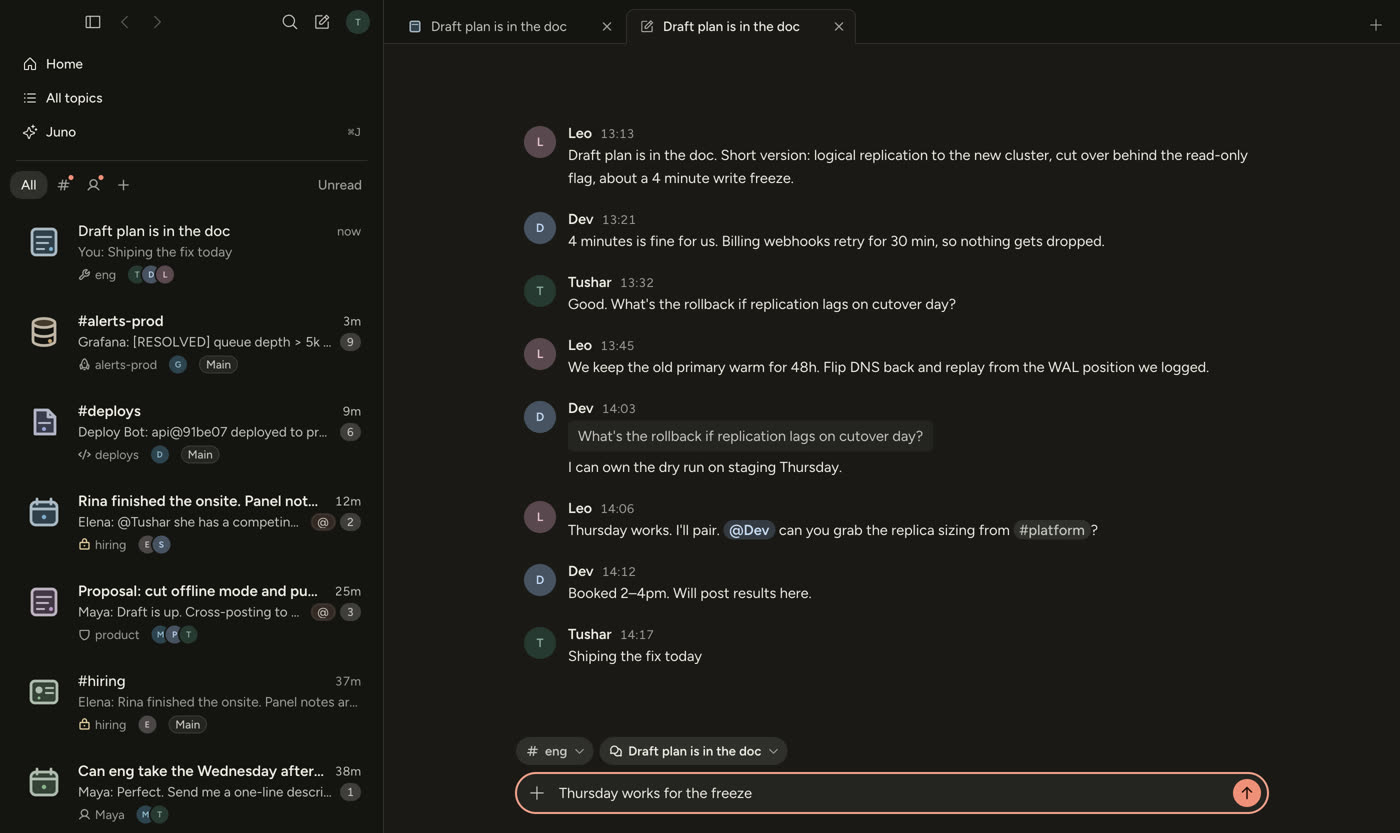 T
Draft plan is in the doc
Draft plan is in the doc
Home
All topics
Juno
⌘J
All
Unread
Draft plan is in the doc
now
You: Shiping the fix today
eng
T D L
#alerts-prod
3m
Grafana: [RESOLVED] queue depth > 5k ...
9
alerts-prod
G
Main
#deploys
9m
Deploy Bot: api@91be07 deployed to pr...
6
deploys
D
Main
Rina finished the onsite. Panel not...
12m
Elena: @Tushar she has a competin...
@
2
hiring
E S
Proposal: cut offline mode and pu...
25m
Maya: Draft is up. Cross-posting to ...
@
3
product
M P T
#hiring
37m
Elena: Rina finished the onsite. Panel notes ar...
hiring
E
Main
Can eng take the Wednesday after...
38m
Maya: Perfect. Send me a one-line descri...
1
Maya
M T
L
Leo 13:13
Draft plan is in the doc. Short version: logical replication to the new cluster, cut over behind the read-only
flag, about a 4 minute write freeze.
D
Dev 13:21
4 minutes is fine for us. Billing webhooks retry for 30 min, so nothing gets dropped.
T
Tushar 13:32
Good. What's the rollback if replication lags on cutover day?
L
Leo 13:45
We keep the old primary warm for 48h. Flip DNS back and replay from the WAL position we logged.
D
Dev 14:03
What's the rollback if replication lags on cutover day?
I can own the dry run on staging Thursday.
L
Leo 14:06
Thursday works. I'll pair. @Dev can you grab the replica sizing from #platform ?
D
Dev 14:12
Booked 2–4pm. Will post results here.
T
Tushar 14:17
Shiping the fix today
# eng
Draft plan is in the doc
Thursday works for the freeze